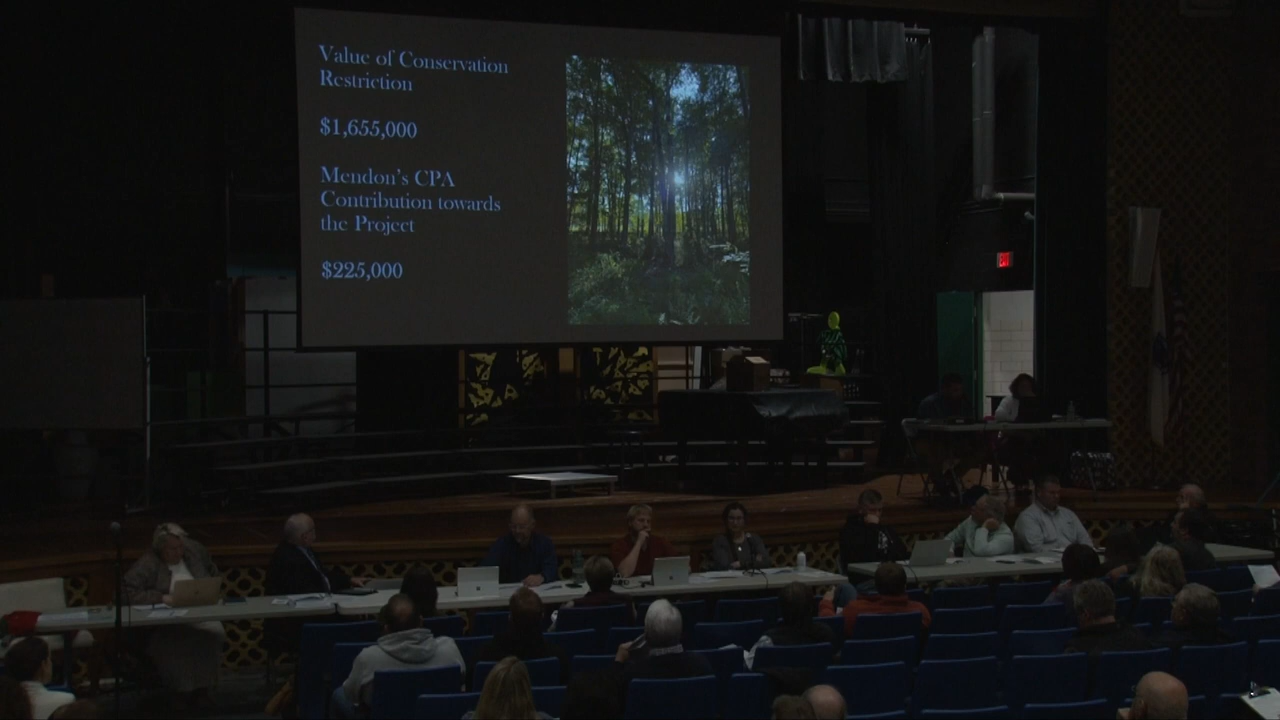 Value of Conservation
Restriction
$1,655,000
Mendon's CPA
Contribution towards
the Project
$225,000